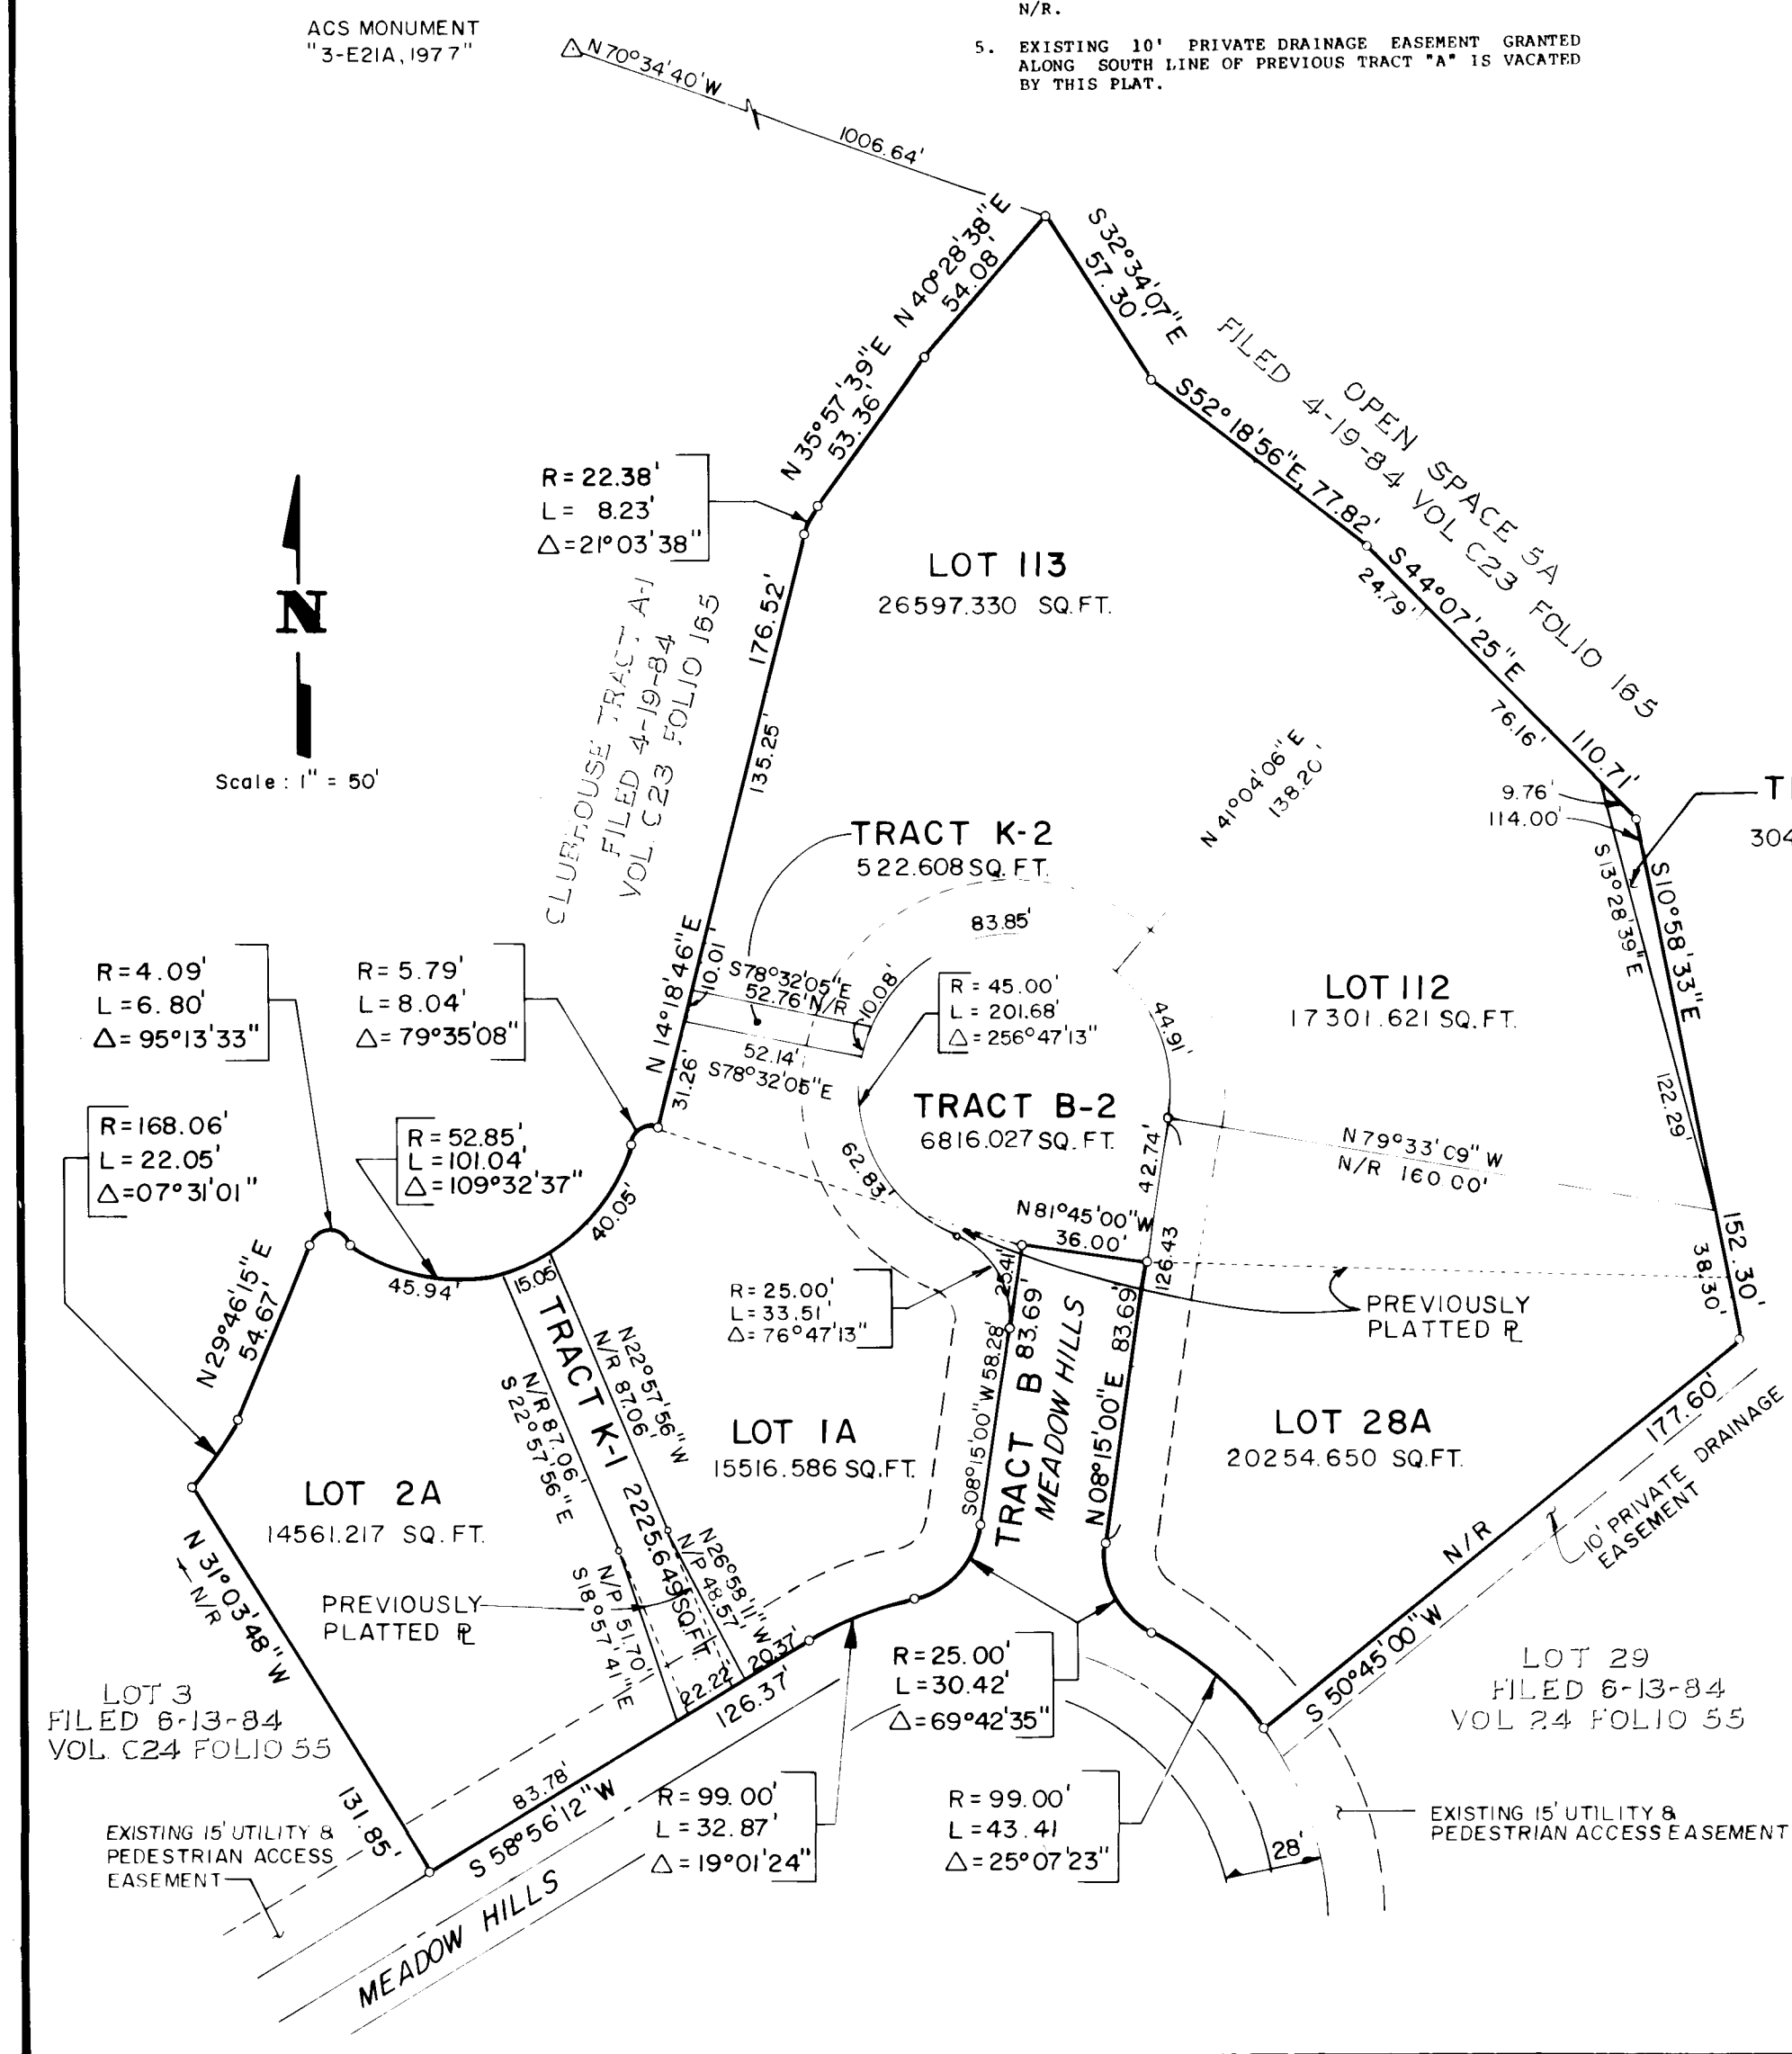 N/R.
5. EXISTING 10' PRIVATE DRAINAGE EASEMENT GRANTED
ALONG SOUTH LINE OF PREVIOUS TRACT "A" IS VACATED
BY THIS PLAT.
ACS MONUMENT
"3-E21A, 1977"
N 70°34'40" W
1006.64'
N 40°28'38" E
54.08'
S 32°34'07" E
57.30'
N 35°57'39" E
53.36'
S52°18'56"E, 77.82'
OPEN SPACE 5A
FILED 4-19-84 VOL C23 FOLIO 165
S44°07'25"E
24.79'
76.16'
110.71'
R = 22.38'
L = 8.23'
Δ = 21°03'38"
LOT 113
26597.330 SQ. FT.
176.52'
135.25'
CLUBHOUSE TRACT A-1
FILED 4-19-84
VOL. C23 FOLIO 165
N
Scale : 1" = 50'
N 41°04'06" E
138.20'
9.76'
114.00'
T
304
S13°28'39"E
S10°58'33"E
122.29'
TRACT K-2
522.608 SQ. FT.
83.85'
N 14°18'46"E
10.01'
S78°32'05"E
52.76' N/R
10.08'
52.14'
S78°32'05"E
31.26'
R = 45.00'
L = 201.68'
Δ = 256°47'13"
44.91'
LOT 112
17301.621 SQ. FT.
R = 4.09'
L = 6.80'
Δ = 95°13'33"
R = 5.79'
L = 8.04'
Δ = 79°35'08"
TRACT B-2
6816.027 SQ. FT.
62.83'
42.74'
N79°33'09" W
N/R 160.00'
R = 168.06'
L = 22.05'
Δ = 07°31'01"
R = 52.85'
L = 101.04'
Δ = 109°32'37"
40.05'
45.94'
15.05'
N81°45'00"W
36.00'
126.43
152.30'
38.30'
N29°46'15"E
54.67'
R = 25.00'
L = 33.51'
Δ = 76°47'13"
25.41'
PREVIOUSLY
PLATTED ℄
TRACT K-1 2225.649 SQ. FT.
N22°57'56"W
N/R 87.06'
N/R 87.06'
S22°57'56"E
S08°15'00"W 58.28'
TRACT B 83.69'
MEADOW HILLS
N08°15'00"E 83.69'
LOT 1A
15516.586 SQ. FT.
LOT 28A
20254.650 SQ. FT.
177.60'
N/R
S 50°45'00"W
10' PRIVATE DRAINAGE
EASEMENT
LOT 2A
14561.217 SQ. FT.
N 31°03'48" W
N/R
131.85'
PREVIOUSLY
PLATTED ℄
N26°58'11"W
N/R 48.57'
N/R 51.70'
S18°57'41"E
22.22'
20.37'
126.37'
83.78'
S 58°56'12" W
R = 25.00'
L = 30.42'
Δ = 69°42'35"
LOT 3
FILED 6-13-84
VOL. C24 FOLIO 55
LOT 29
FILED 6-13-84
VOL 24 FOLIO 55
R = 99.00'
L = 32.87'
Δ = 19°01'24"
R = 99.00'
L = 43.41
Δ = 25°07'23"
28'
EXISTING 15' UTILITY &
PEDESTRIAN ACCESS
EASEMENT
EXISTING 15' UTILITY &
PEDESTRIAN ACCESS EASEMENT
MEADOW HILLS